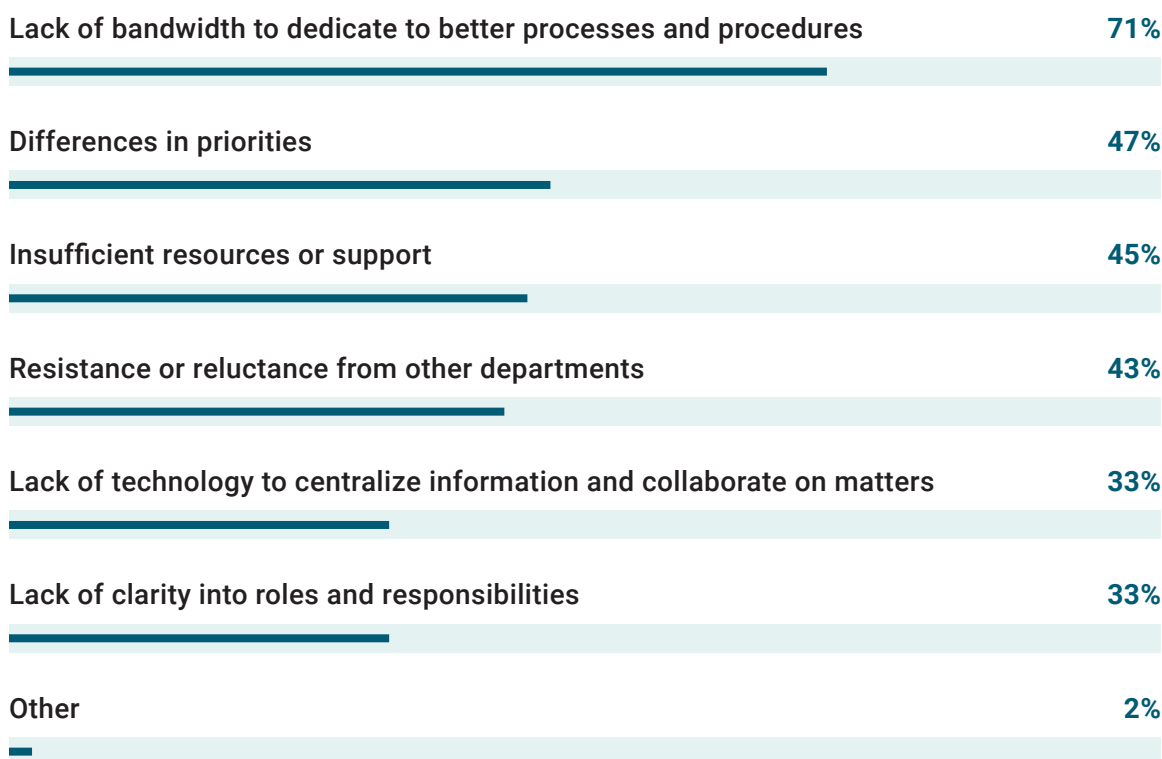 Lack of bandwidth to dedicate to better processes and procedures 71%
Differences in priorities 47%
Insufficient resources or support 45%
Resistance or reluctance from other departments 43%
Lack of technology to centralize information and collaborate on matters 33%
Lack of clarity into roles and responsibilities 33%
Other 2%